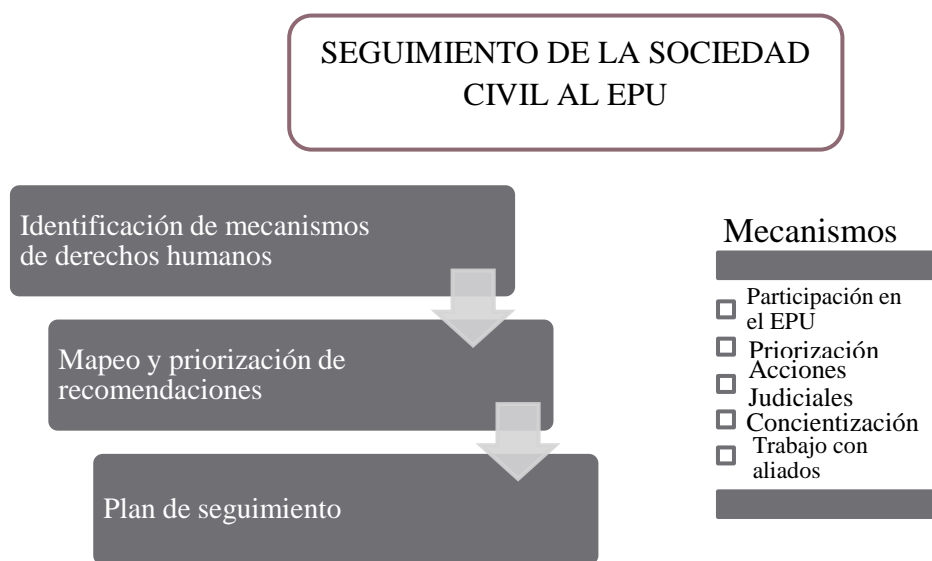 SEGUIMIENTO DE LA SOCIEDAD
CIVIL AL EPU
Identificación de mecanismos
de derechos humanos
Mapeo y priorización de
recomendaciones
Plan de seguimiento
Mecanismos
Participación en
el EPU
Priorización
Acciones
Judiciales
Concientización
Trabajo con
aliados